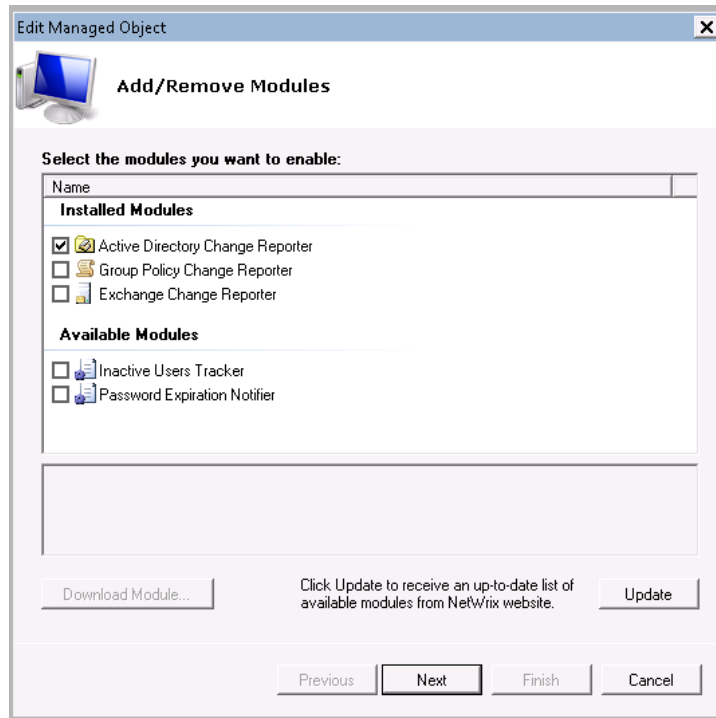 Edit Managed Object
Add/Remove Modules
Select the modules you want to enable:
Name
Installed Modules
Active Directory Change Reporter
Group Policy Change Reporter
Exchange Change Reporter
Available Modules
Inactive Users Tracker
Password Expiration Notifier
Download Module...
Click Update to receive an up-to-date list of
available modules from NetWrix website.
Update
Previous
Next
Finish
Cancel